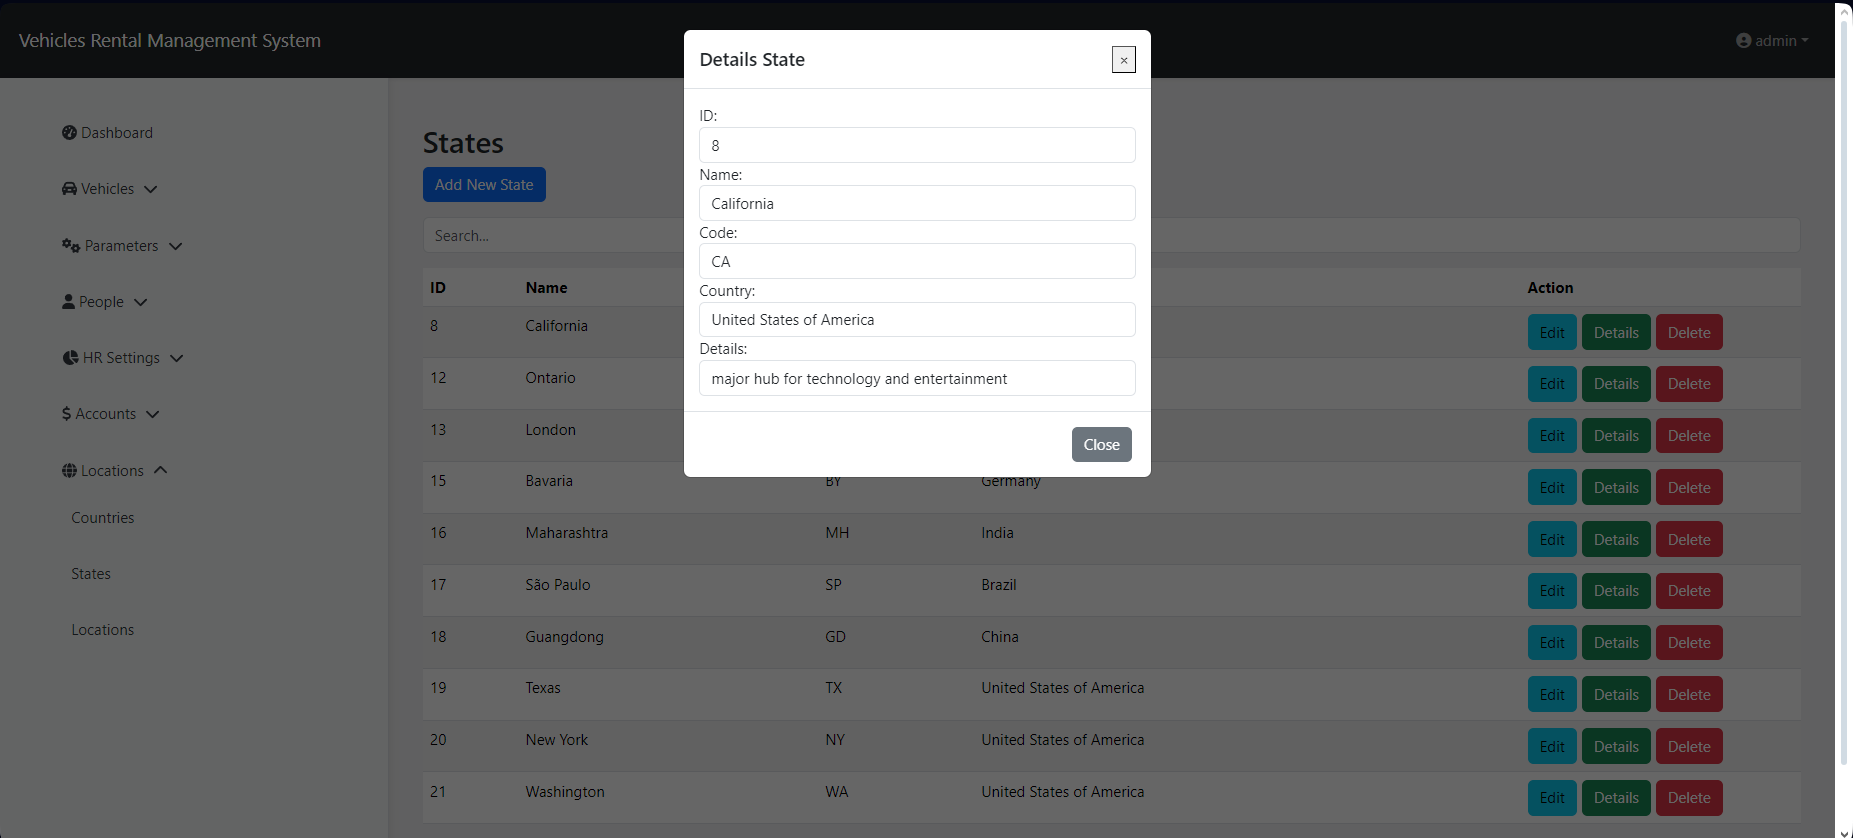 Vehicles Rental Management System
admin
Dashboard
Vehicles
Parameters
People
HR Settings
$ Accounts
Locations
Countries
States
Locations
States
Add New State
Search...
ID Name Action
8 California Edit Details Delete
12 Ontario Edit Details Delete
13 London Edit Details Delete
15 Bavaria BY Germany Edit Details Delete
16 Maharashtra MH India Edit Details Delete
17 São Paulo SP Brazil Edit Details Delete
18 Guangdong GD China Edit Details Delete
19 Texas TX United States of America Edit Details Delete
20 New York NY United States of America Edit Details Delete
21 Washington WA United States of America Edit Details Delete
Details State
×
ID:
8
Name:
California
Code:
CA
Country:
United States of America
Details:
major hub for technology and entertainment
Close